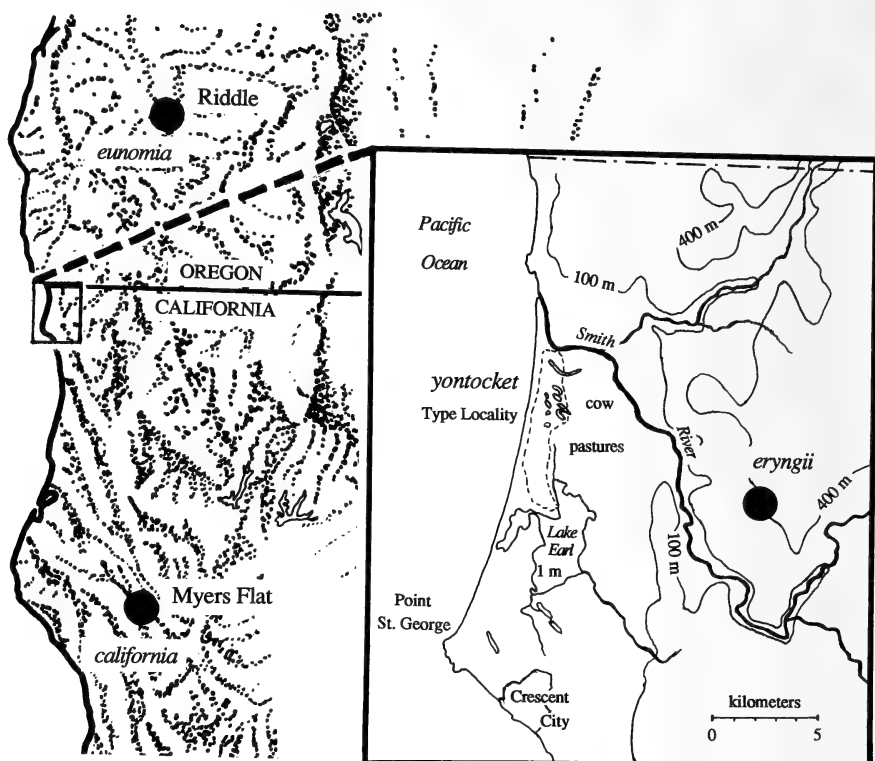 Riddle
eunomia
OREGON
CALIFORNIA
Myers Flat
california
Pacific
Ocean
400 m
100 m
Smith
yontocket
Type Locality
cow
pastures
River
eryngii
400 m
100 m
Lake
Earl
1 m
Point
St. George
Crescent
City
kilometers
0 5